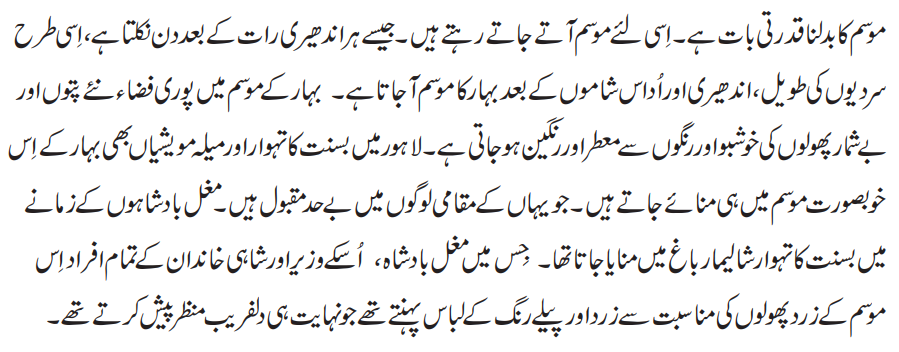 موسم کا بدلنا قدرتی بات ہے۔ اِسی لئے موسم آتے جاتے رہتے ہیں۔ جیسے ہر اندھیری رات کے بعد دن نکلتا ہے، اِسی طرح
سردیوں کی طویل، اندھیری اور اُداس شاموں کے بعد بہار کا موسم آ جاتا ہے۔ بہار کے موسم میں پوری فضاء نئے پتوں اور
بے شمار پھولوں کی خوشبو اور رنگوں سے معطر اور رنگین ہو جاتی ہے۔ لاہور میں بسنت کا تہوار اور میلہ مویشیاں بھی بہار کے اِس
خوبصورت موسم میں ہی منائے جاتے ہیں۔ جو یہاں کے مقامی لوگوں میں بے حد مقبول ہیں۔ مغل بادشاہوں کے زمانے
میں بسنت کا تہوار شالیمار باغ میں منایا جاتا تھا۔ جِس میں مغل بادشاہ، اُسکے وزیر اور شاہی خاندان کے تمام افراد اِس
موسم کے زرد پھولوں کی مناسبت سے زرد اور پیلے رنگ کے لباس پہنتے تھے جو نہایت ہی دلفریب منظر پیش کرتے تھے۔